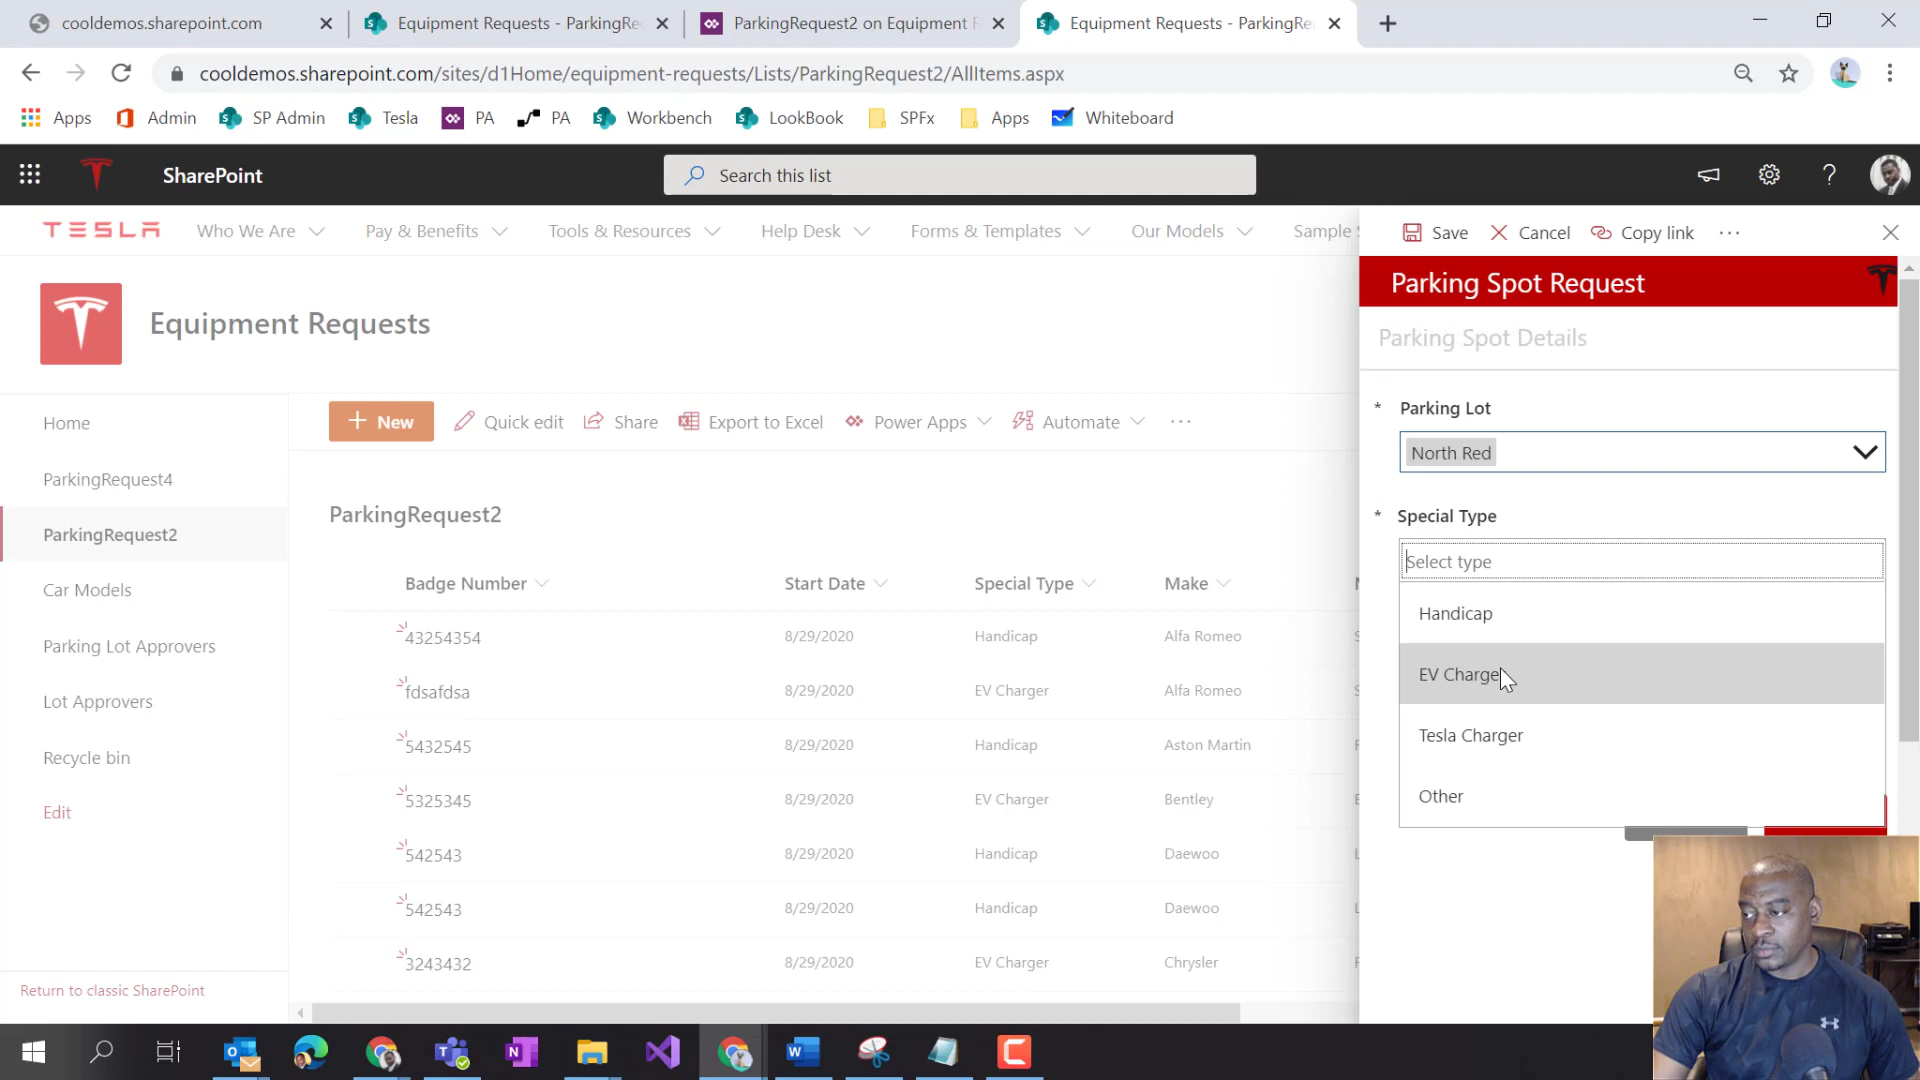 cooldemos.sharepoint.com
Equipment Requests - ParkingRe
ParkingRequest2 on Equipment R
Equipment Requests - ParkingRe
cooldemos.sharepoint.com/sites/d1Home/equipment-requests/Lists/ParkingRequest2/AllItems.aspx
Apps Admin SP Admin Tesla PA PA Workbench LookBook SPFx Apps Whiteboard
SharePoint
Search this list
TESLA Who We Are Pay & Benefits Tools & Resources Help Desk Forms & Templates Our Models Sample S
Save Cancel Copy link ···
Parking Spot Request
Equipment Requests
Parking Spot Details
Home
ParkingRequest4
ParkingRequest2
Car Models
Parking Lot Approvers
Lot Approvers
Recycle bin
Edit
Return to classic SharePoint
+ New Quick edit Share Export to Excel Power Apps Automate ···
ParkingRequest2
Badge Number Start Date Special Type Make
43254354 8/29/2020 Handicap Alfa Romeo
fdsafdsa 8/29/2020 EV Charger Alfa Romeo
5432545 8/29/2020 Handicap Aston Martin
5325345 8/29/2020 EV Charger Bentley
542543 8/29/2020 Handicap Daewoo
542543 8/29/2020 Handicap Daewoo
3243432 8/29/2020 EV Charger Chrysler
* Parking Lot
North Red
* Special Type
Select type
Handicap
EV Charger
Tesla Charger
Other